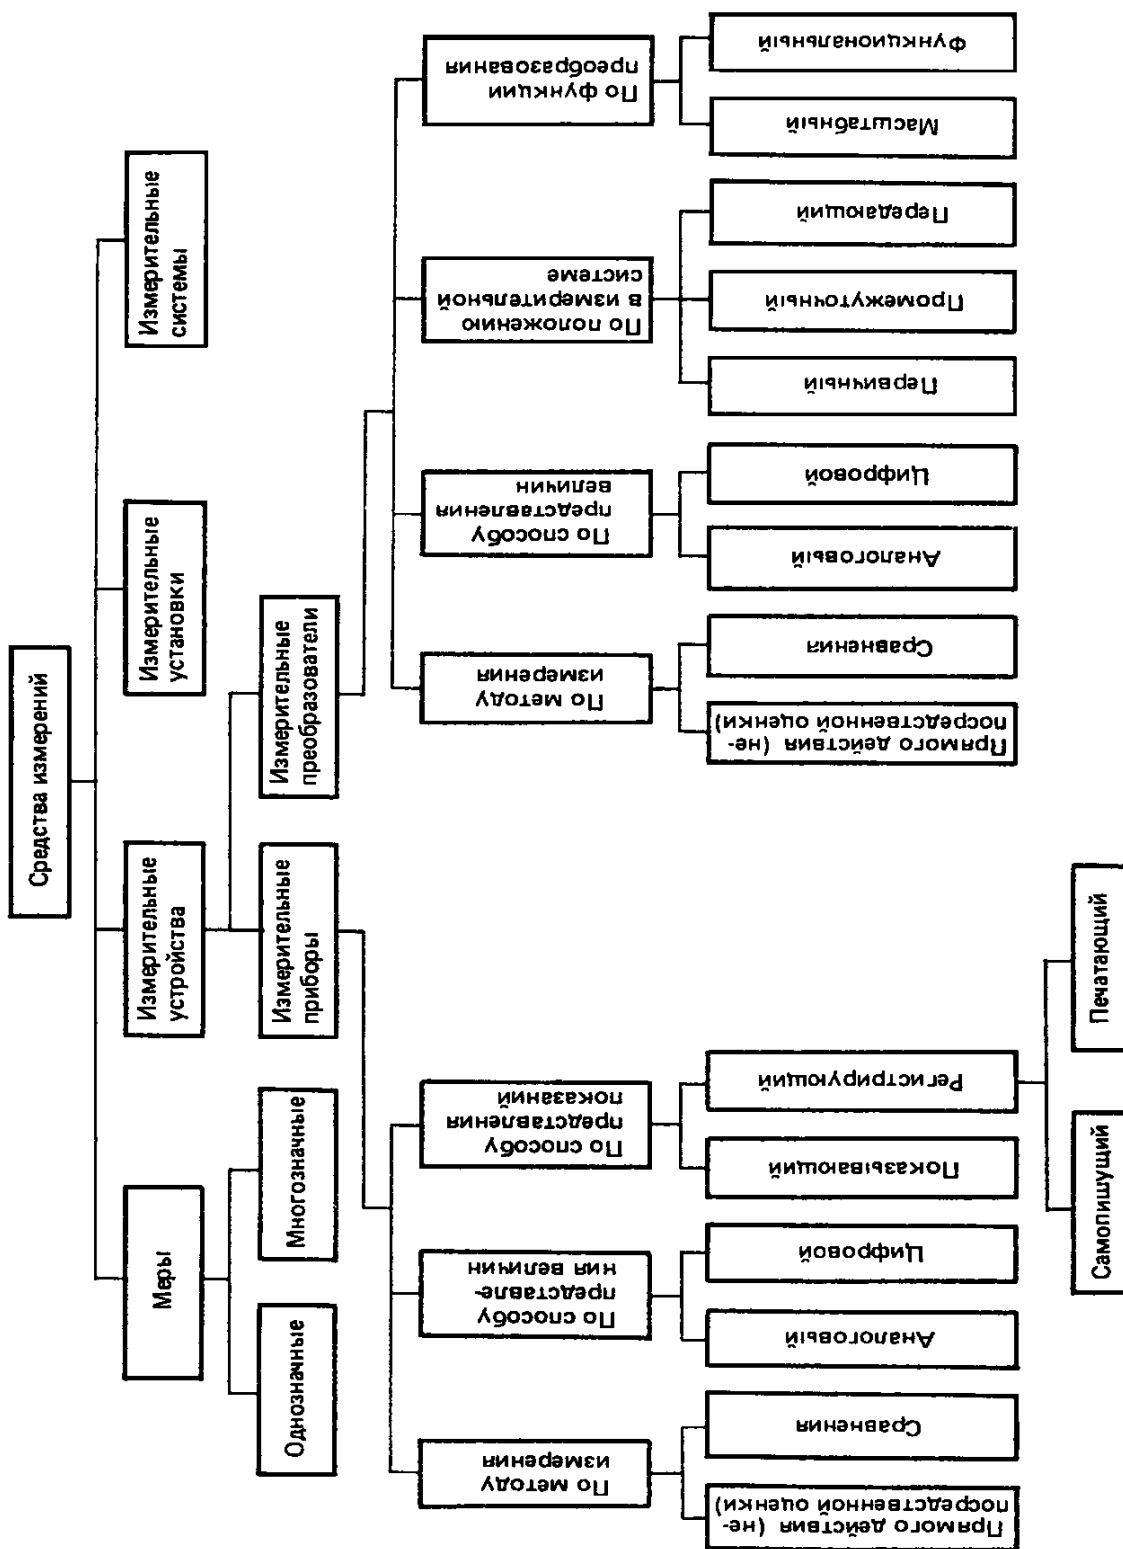 Средства измерений
Меры
Измерительные
устройства
Измерительные
установки
Измерительные
системы
Однозначные
Многозначные
Измерительные
приборы
Измерительные
преобразователи
По методу
измерения
По способу
представле-
ния величин
По способу
представления
показаний
По методу
измерения
По способу
представления
величин
По положению
в измерительной
системе
По функции
преобразования
Прямого действия (не-
посредственной оценки)
Сравнения
Аналоговый
Цифровой
Показывающий
Регистрирующий
Прямого действия (не-
посредственной оценки)
Сравнения
Аналоговый
Цифровой
Первичный
Промежуточный
Передающий
Масштабный
Функциональный
Самопишущий
Печатающий